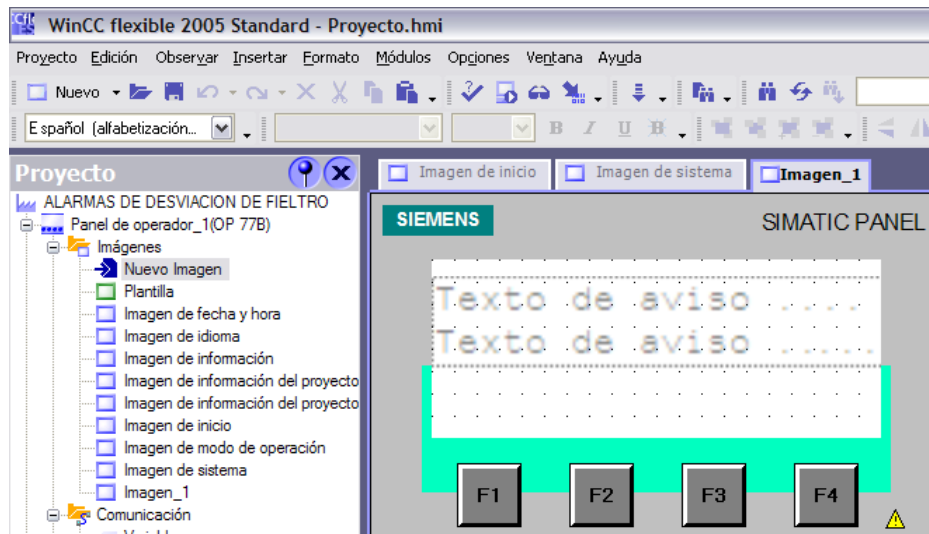 WinCC flexible 2005 Standard - Proyecto.hmi
Proyecto Edición Observar Insertar Formato Módulos Opciones Ventana Ayuda
Nuevo
Español (alfabetización... B I U
Proyecto
Imagen de inicio Imagen de sistema Imagen_1
ALARMAS DE DESVIACION DE FIELTRO
Panel de operador_1(OP 77B)
Imágenes
Nuevo Imagen
Plantilla
Imagen de fecha y hora
Imagen de idioma
Imagen de información
Imagen de información del proyecto
Imagen de información del proyecto
Imagen de inicio
Imagen de modo de operación
Imagen de sistema
Imagen_1
Comunicación
SIEMENS SIMATIC PANEL
Texto de aviso .....
Texto de aviso ......
F1 F2 F3 F4